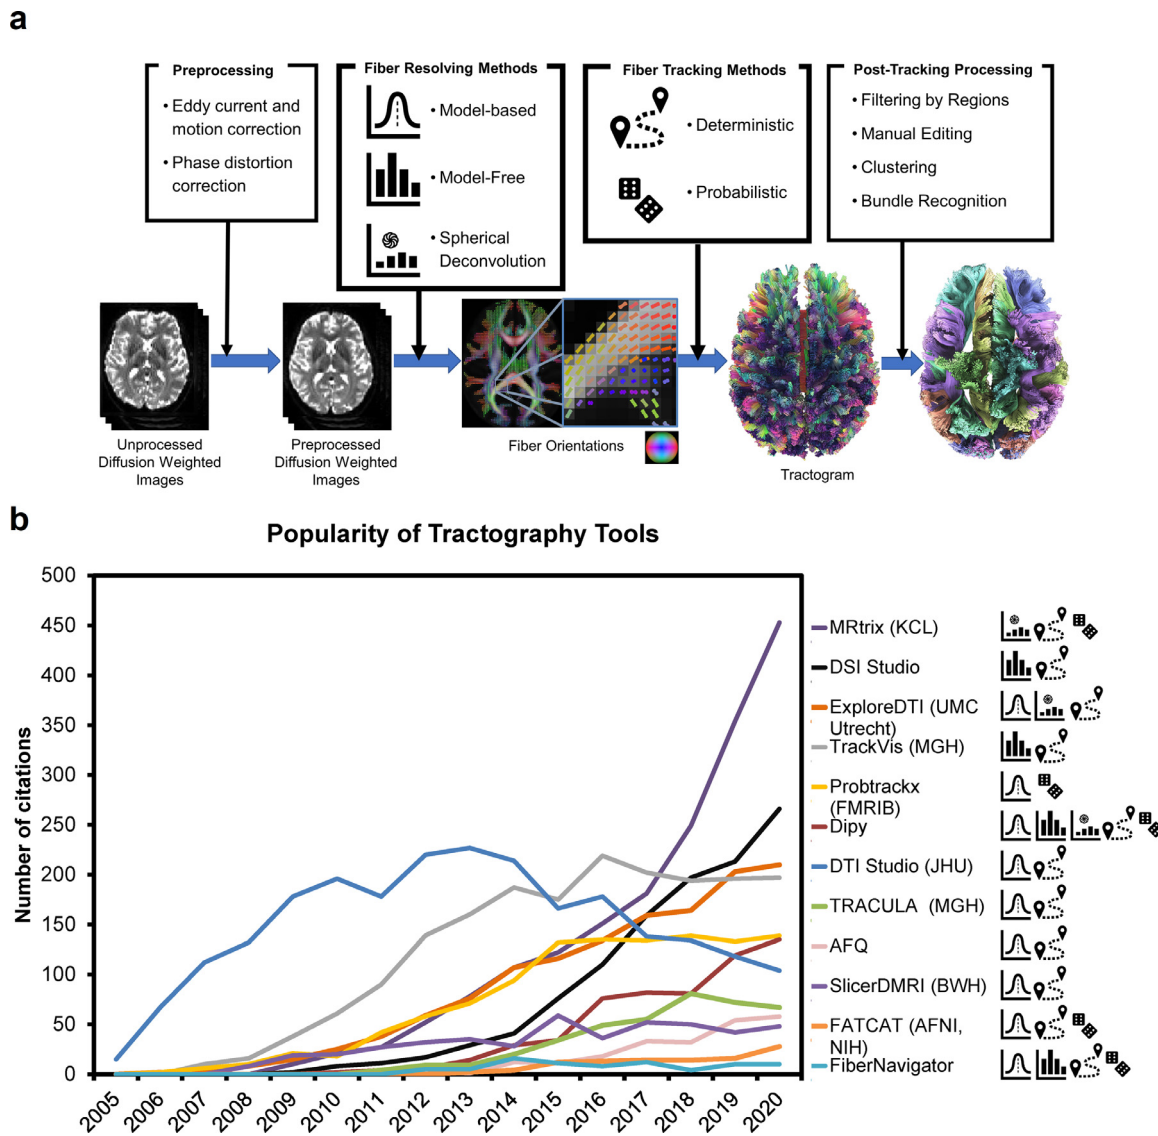 a
Preprocessing
• Eddy current and
motion correction
• Phase distortion
correction
Fiber Resolving Methods
• Model-based
• Model-Free
• Spherical
Deconvolution
Fiber Tracking Methods
• Deterministic
• Probabilistic
Post-Tracking Processing
• Filtering by Regions
• Manual Editing
• Clustering
• Bundle Recognition
Unprocessed
Diffusion Weighted
Images
Preprocessed
Diffusion Weighted
Images
Fiber Orientations
Tractogram
b
Popularity of Tractography Tools
Number of citations
500
450
400
350
300
250
200
150
100
50
0
2005
2006
2007
2008
2009
2010
2011
2012
2013
2014
2015
2016
2017
2018
2019
2020
MRtrix (KCL)
DSI Studio
ExploreDTI (UMC
Utrecht)
TrackVis (MGH)
Probtrackx
(FMRIB)
Dipy
DTI Studio (JHU)
TRACULA (MGH)
AFQ
SlicerDMRI (BWH)
FATCAT (AFNI,
NIH)
FiberNavigator